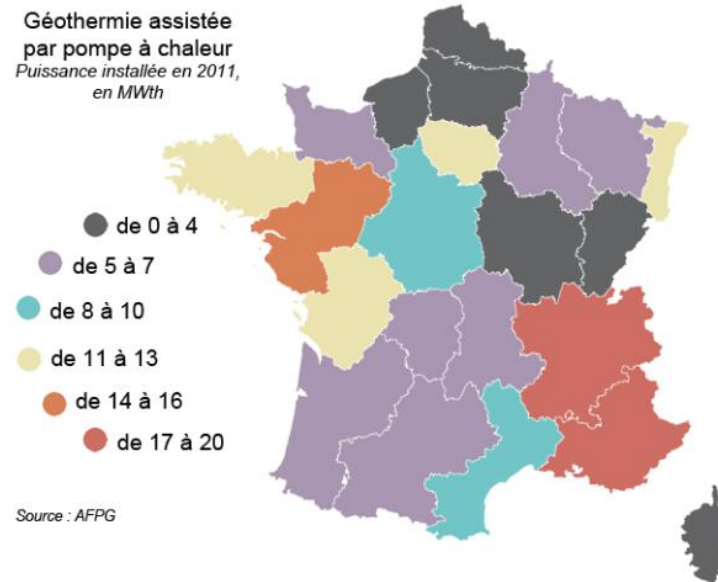 Géothermie assistée
par pompe à chaleur
Puissance installée en 2011,
en MWth
de 0 à 4
de 5 à 7
de 8 à 10
de 11 à 13
de 14 à 16
de 17 à 20
Source : AFPG